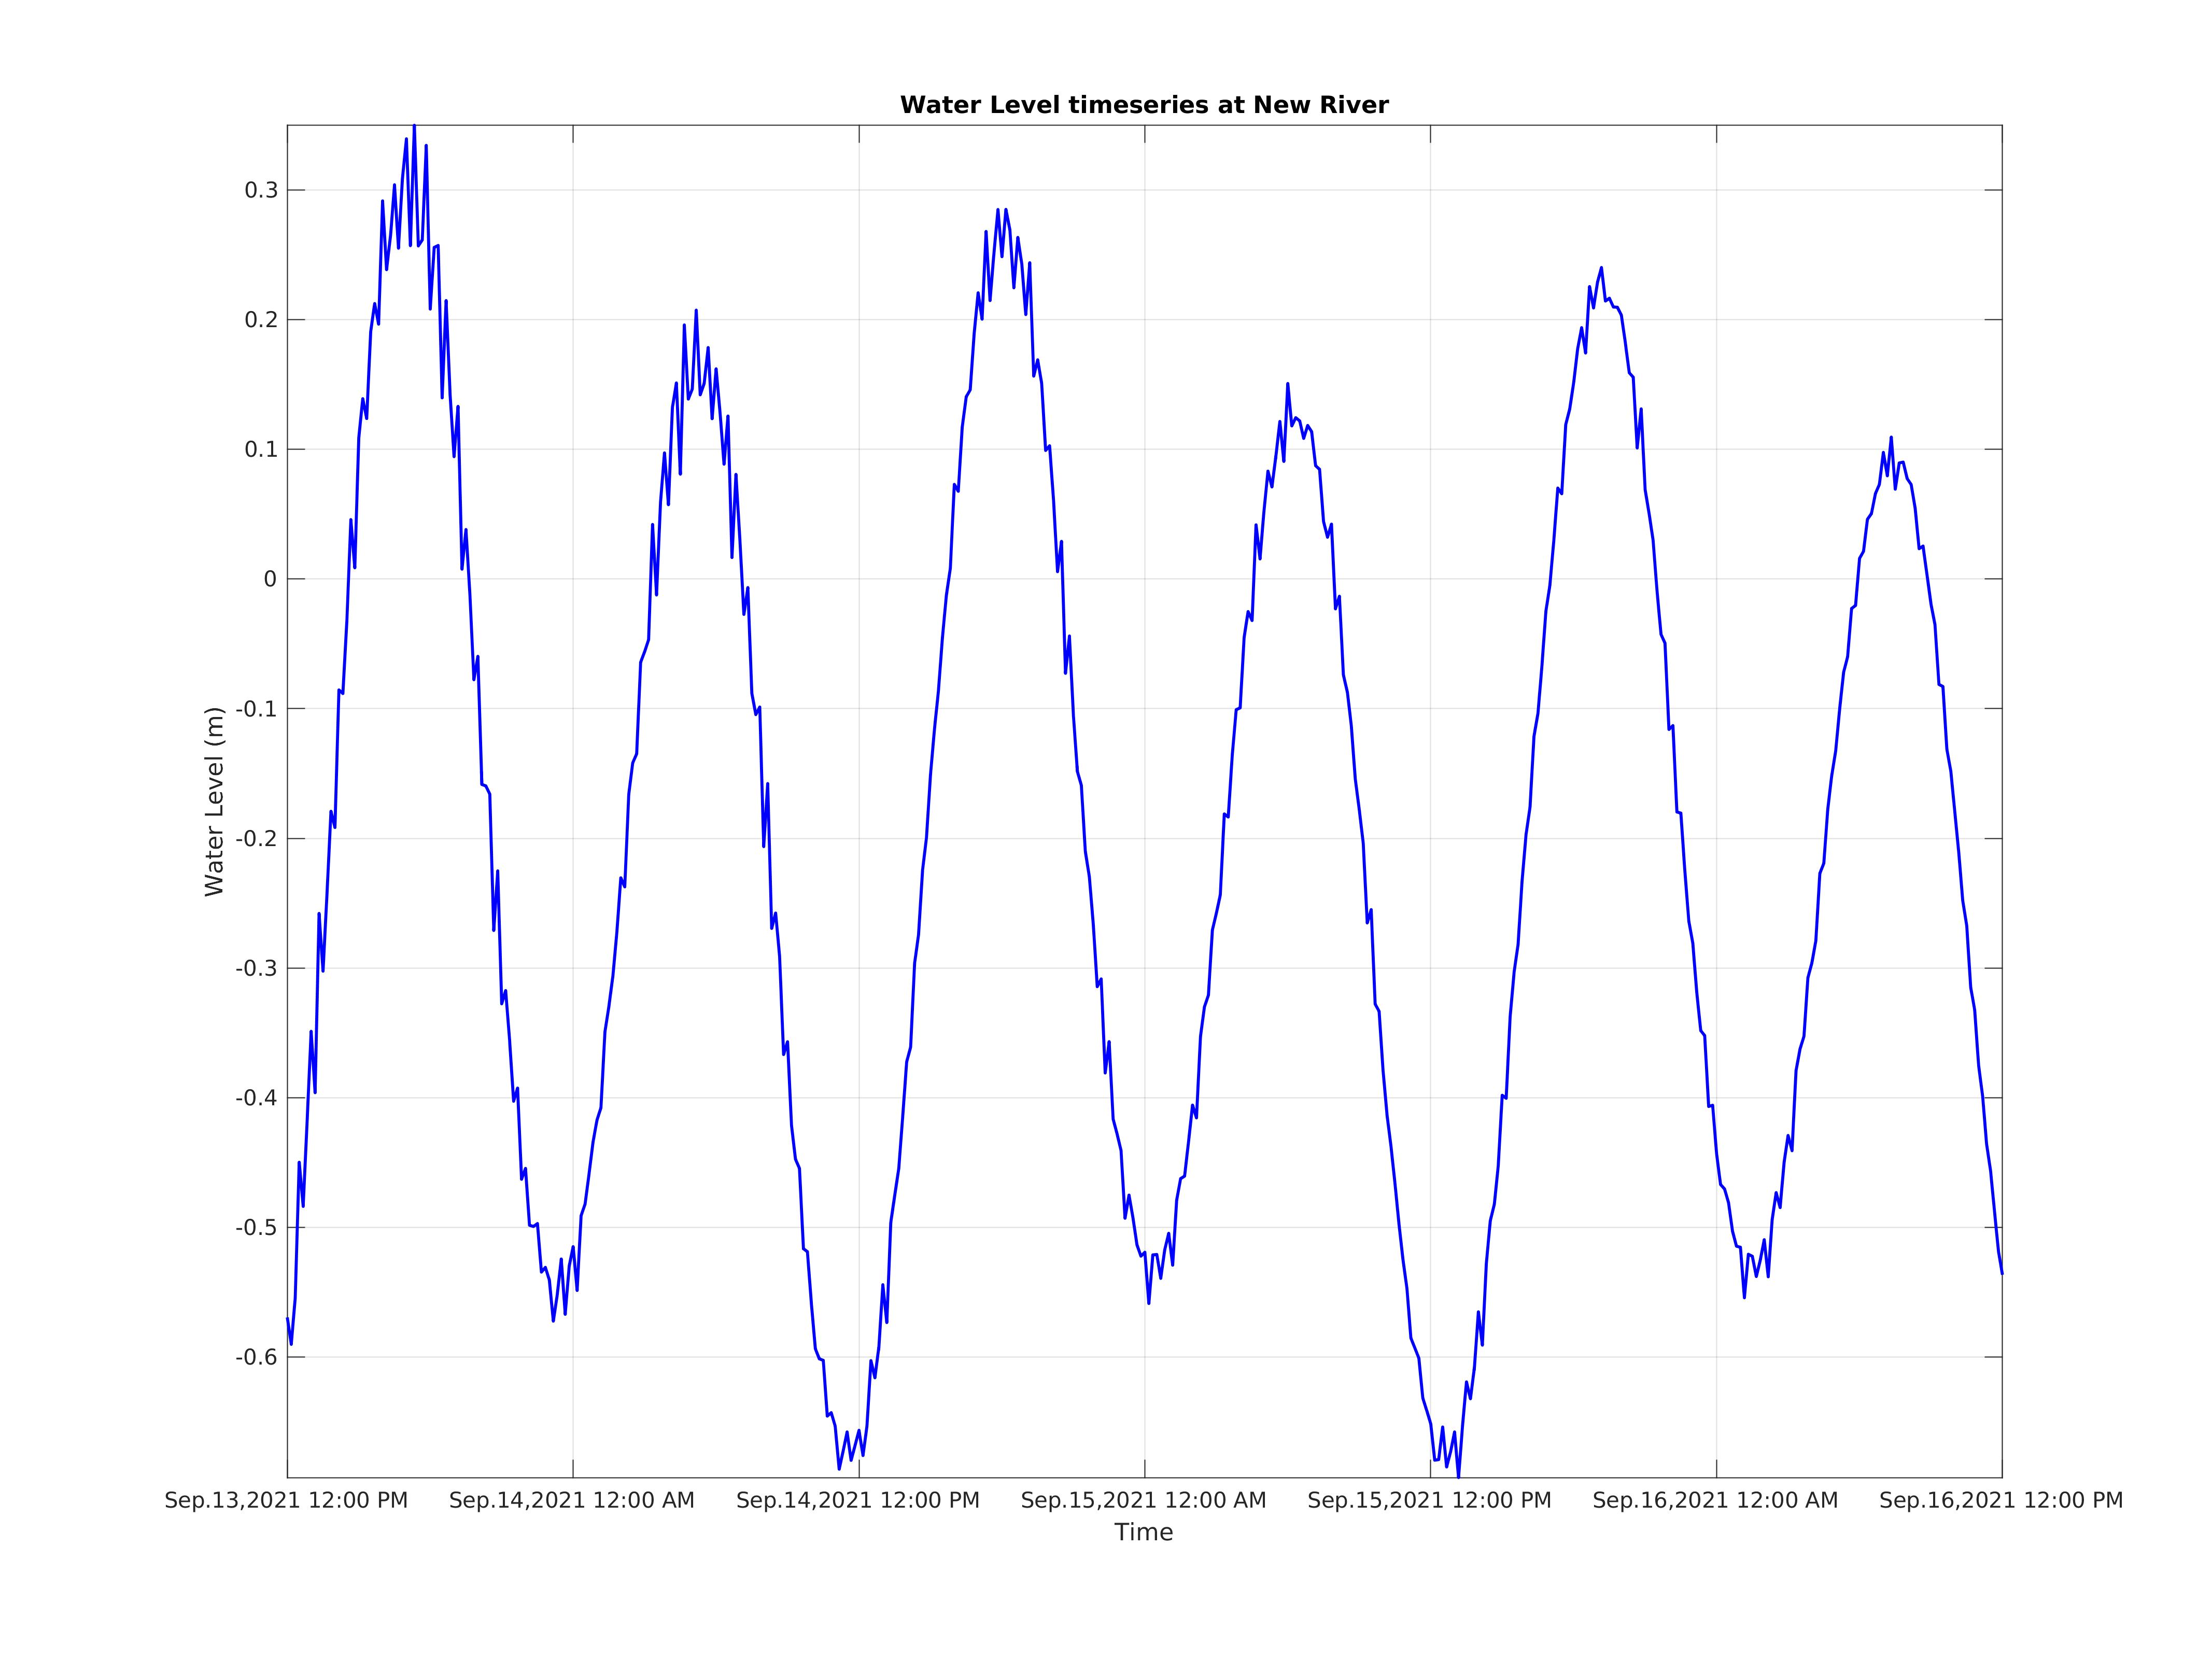 Water Level timeseries at New River
0.3
0.2
0.1
0
-0.1
-0.2
-0.3
-0.4
-0.5
-0.6
Water Level (m)
Sep.13,2021 12:00 PM Sep.14,2021 12:00 AM Sep.14,2021 12:00 PM Sep.15,2021 12:00 AM Sep.15,2021 12:00 PM Sep.16,2021 12:00 AM Sep.16,2021 12:00 PM
Time